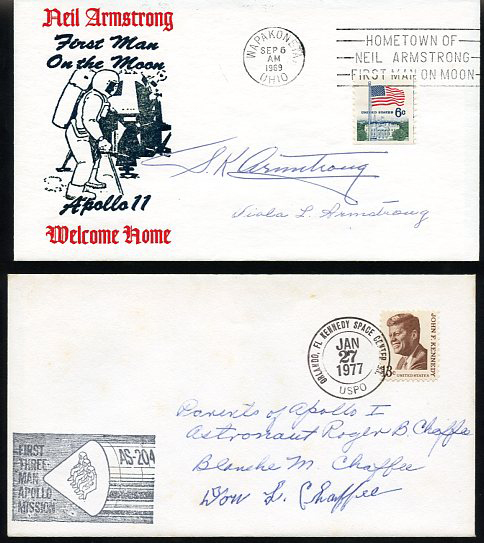 Neil Armstrong
First Man
On the Moon
Apollo 11
Welcome Home
WAPAKONETA,
SEP 6
AM
1969
OHIO
HOMETOWN OF
NEIL ARMSTRONG
FIRST MAN ON MOON
UNITED STATES 6c
S.K. Armstrong
Viola L. Armstrong
ORLANDO, FL KENNEDY SPACE CENTER
JAN
27
1977
USPO
JOHN F. KENNEDY
13c
UNITED STATES
Parents of Apollo I
Astronaut Roger B. Chaffee
Blanche M. Chaffee
Don L. Chaffee
FIRST
THREE-
MAN
APOLLO
MISSION
AS-204